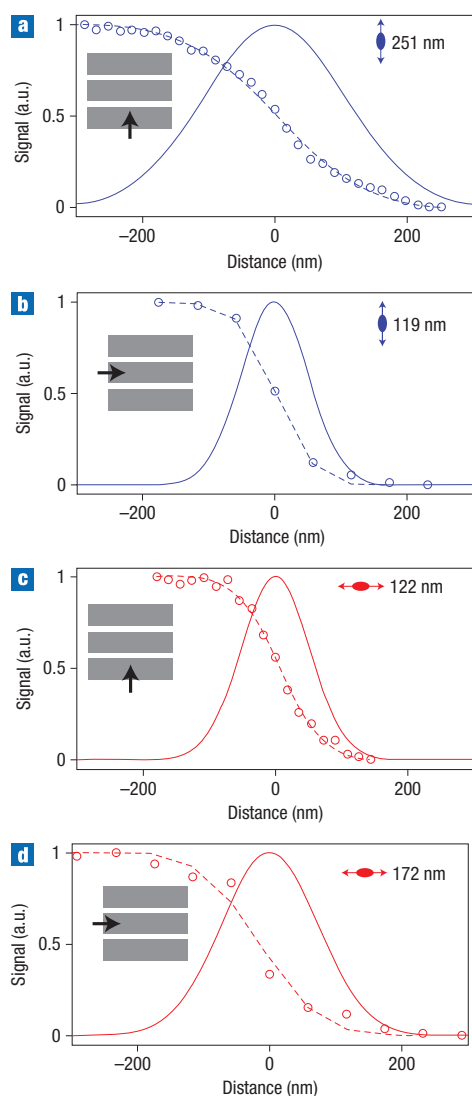 a
1
0.5
0
Signal (a.u.)
251 nm
–200
0
200
Distance (nm)
b
1
0.5
0
Signal (a.u.)
119 nm
–200
0
200
Distance (nm)
c
1
0.5
0
Signal (a.u.)
122 nm
–200
0
200
Distance (nm)
d
1
0.5
0
Signal (a.u.)
172 nm
–200
0
200
Distance (nm)